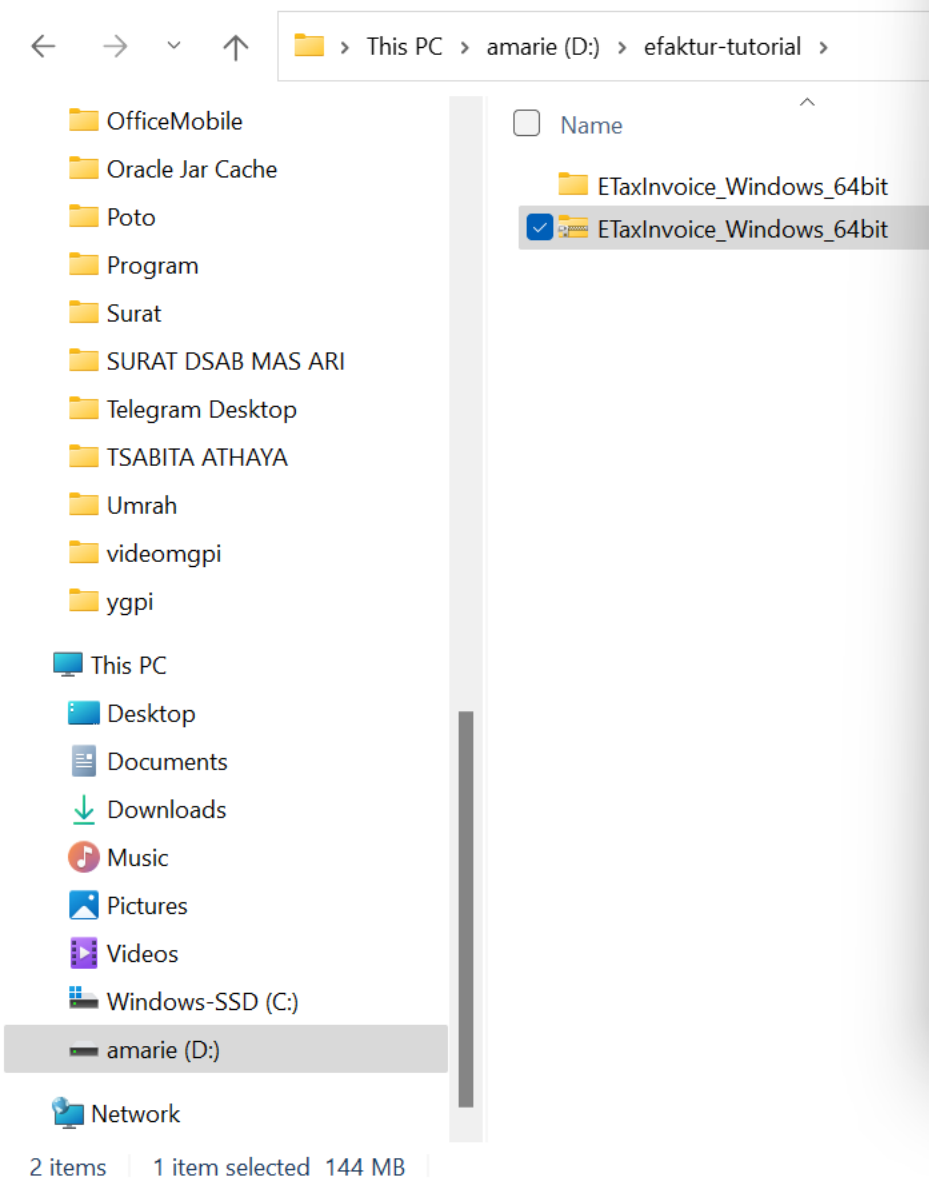 This PC > amarie (D:) > efaktur-tutorial >
OfficeMobile
Oracle Jar Cache
Poto
Program
Surat
SURAT DSAB MAS ARI
Telegram Desktop
TSABITA ATHAYA
Umrah
videomgpi
ygpi
This PC
Desktop
Documents
Downloads
Music
Pictures
Videos
Windows-SSD (C:)
amarie (D:)
Network
Name
ETaxInvoice_Windows_64bit
ETaxInvoice_Windows_64bit
2 items 1 item selected 144 MB